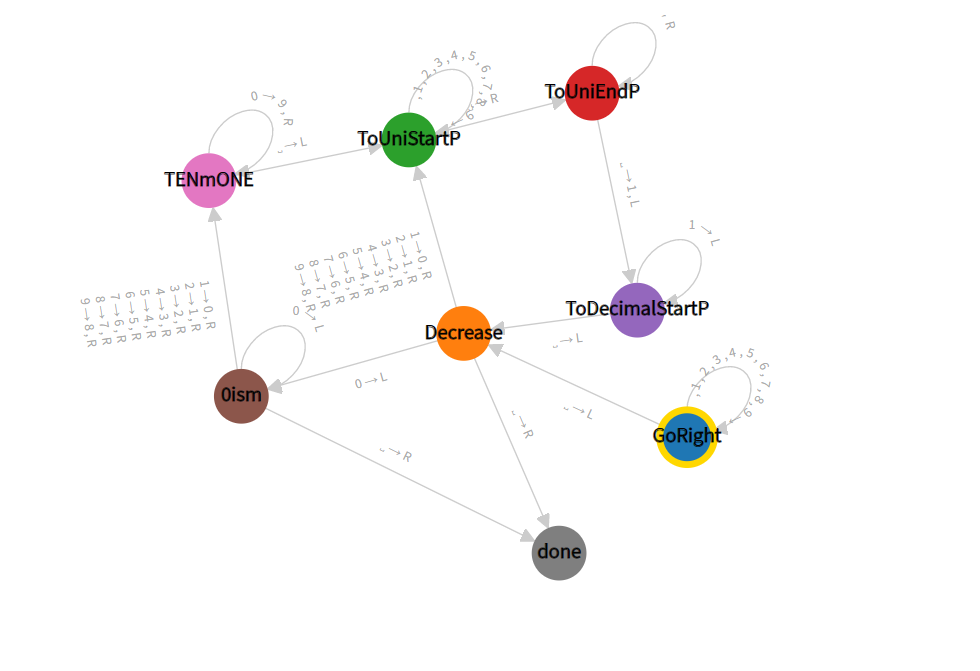 ,R
ToUniEndP
,1,2,3,4,5,6,7,8,9→R
→R
ToUniStartP
0→9,R
␣→L
TENmONE
␣→1,L
1→L
ToDecimalStartP
1→0,R
2→1,R
3→2,R
4→3,R
5→4,R
6→5,R
7→6,R
8→7,R
9→8,R
1→0,R
2→1,R
3→2,R
4→3,R
5→4,R
6→5,R
7→6,R
8→7,R
9→8,R
0→L
Decrease
␣→L
0→L
0ism
␣→R
␣→L
,1,2,3,4,5,6,7,8,9→
GoRight
␣→R
done